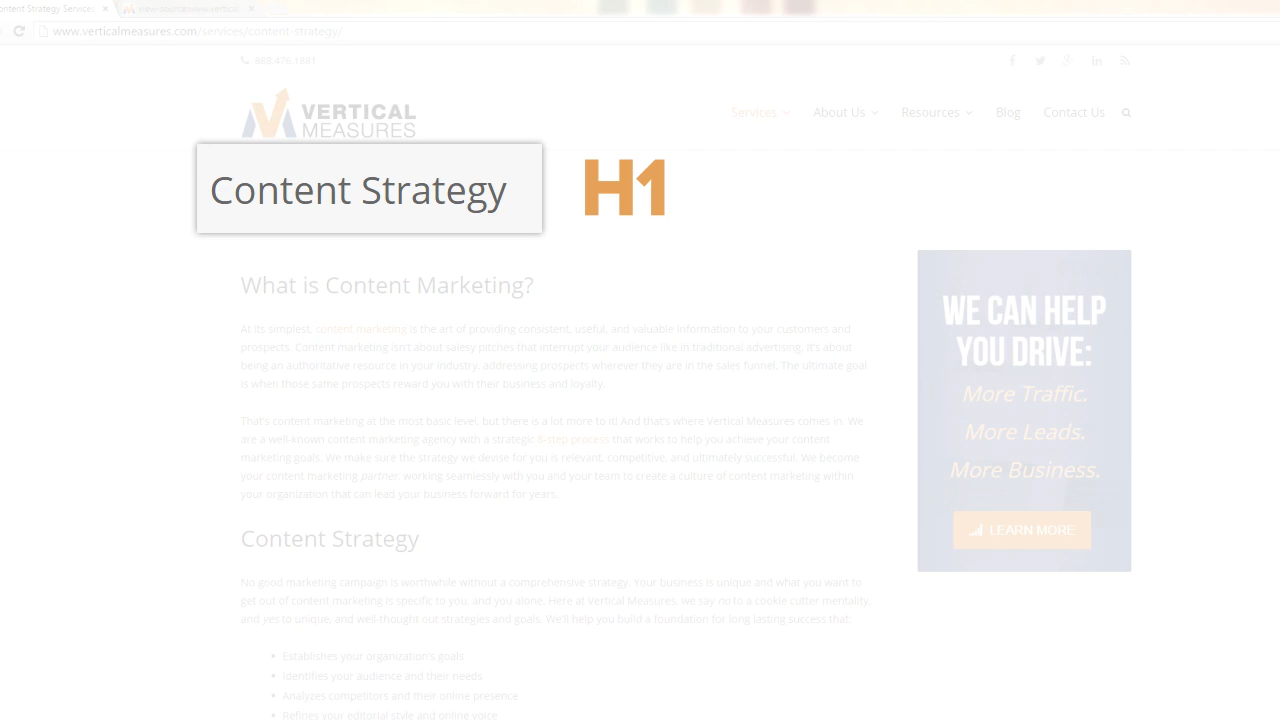 ontent Strategy Services
www.verticalmeasures.com/services/content-strategy/
888.476.1881
VERTICAL
MEASURES
Services
About Us
Resources
Blog
Contact Us
Content Strategy
H1
What is Content Marketing?
At its simplest, content marketing is the art of providing consistent, useful, and valuable information to your customers and
prospects. Content marketing isn't about salesy pitches that interrupt your audience like in traditional advertising. It's about
being an authoritative resource in your industry, addressing prospects wherever they are in the sales funnel. The ultimate goal
is when those same prospects reward you with their business and loyalty.
That's content marketing at the most basic level, but there is a lot more to it! And that's where Vertical Measures comes in. We
are a well-known content marketing agency with a strategic 8-step process that works to help you achieve your content
marketing goals. We make sure the strategy we devise for you is relevant, competitive, and ultimately successful. We become
your content marketing partner, working seamlessly with you and your team to create a culture of content marketing within
your organization that can lead your business forward for years.
WE CAN HELP
YOU DRIVE:
More Traffic.
More Leads.
More Business.
LEARN MORE
Content Strategy
No good marketing campaign is worthwhile without a comprehensive strategy. Your business is unique and what you want to
get out of content marketing is specific to you, and you alone. Here at Vertical Measures, we say no to a cookie cutter mentality,
and yes to unique, and well-thought out strategies and goals. We'll help you build a foundation for long lasting success that:
• Establishes your organization's goals
• Identifies your audience and their needs
• Analyzes competitors and their online presence
• Refines your editorial style and online voice